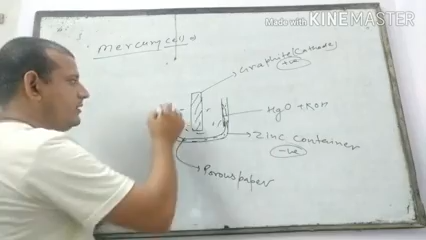 Made with KINEMASTER
mercury cell ⇒
Graphite (Cathode)
+ve
HgO + KOH
Zinc container
-ve
Porous paper